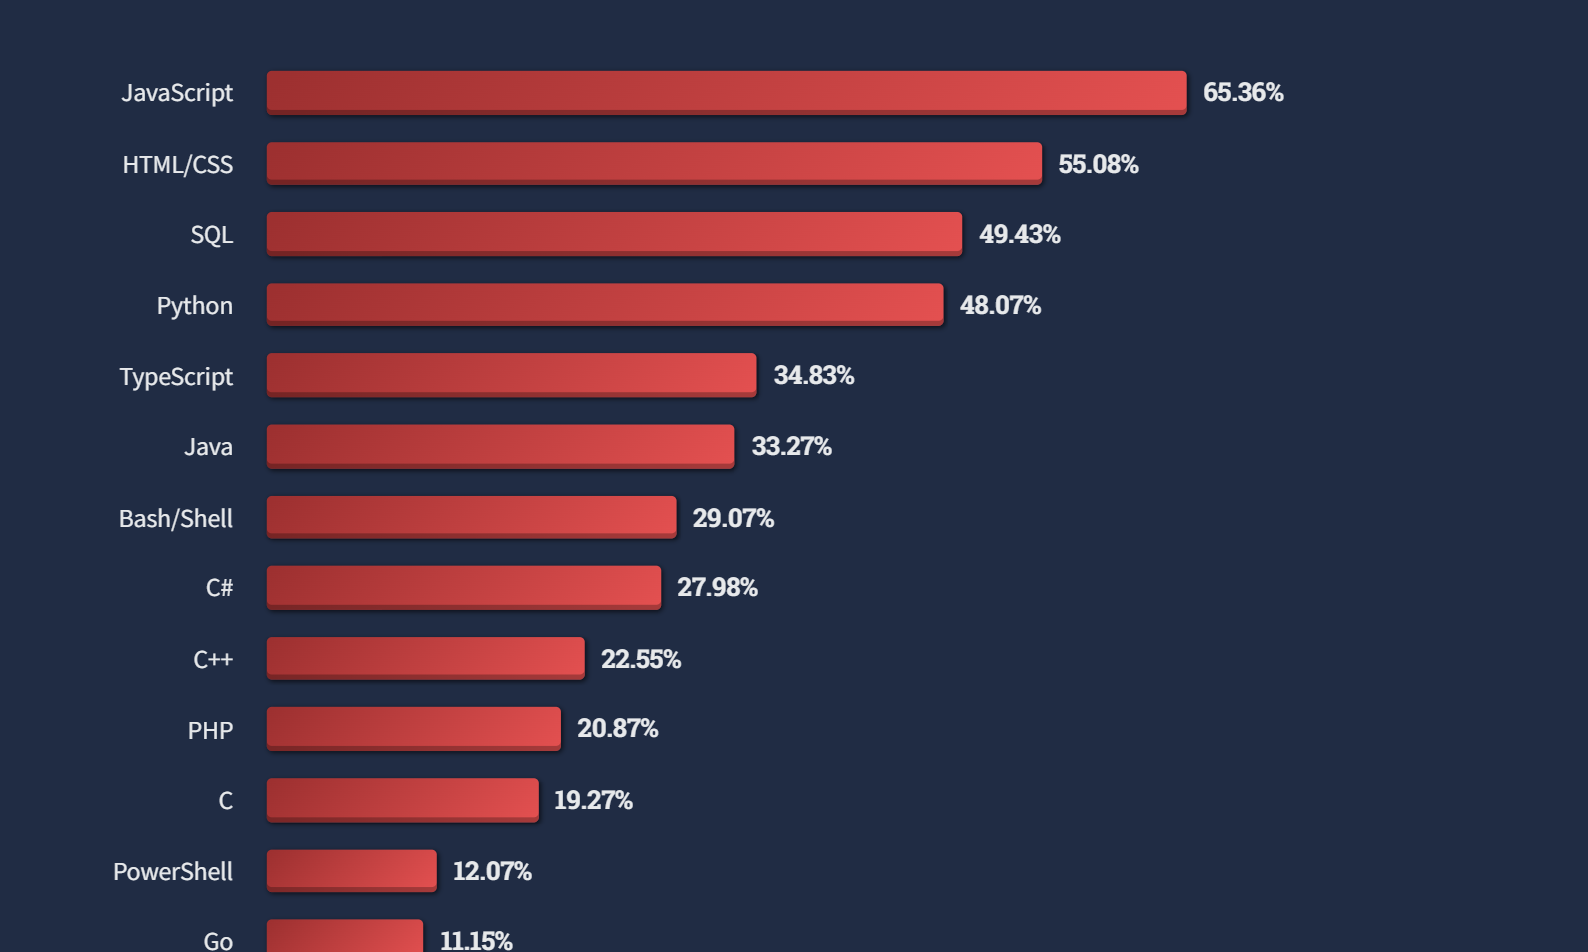 JavaScript 65.36%
HTML/CSS 55.08%
SQL 49.43%
Python 48.07%
TypeScript 34.83%
Java 33.27%
Bash/Shell 29.07%
C# 27.98%
C++ 22.55%
PHP 20.87%
C 19.27%
PowerShell 12.07%
Go 11.15%